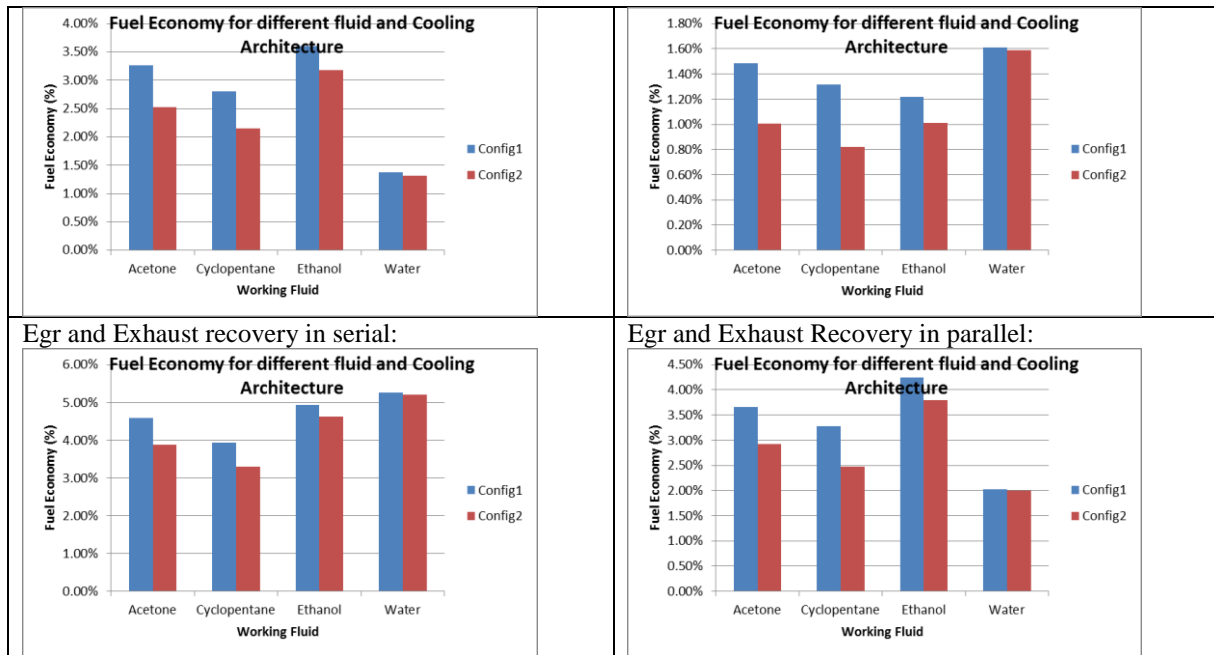 Fuel Economy for different fluid and Cooling
Architecture
4.00%
3.50%
3.00%
2.50%
2.00%
1.50%
1.00%
0.50%
0.00%
Fuel Economy (%)
Acetone Cyclopentane Ethanol Water
Working Fluid
Config1
Config2
Fuel Economy for different fluid and Cooling
Architecture
1.80%
1.60%
1.40%
1.20%
1.00%
0.80%
0.60%
0.40%
0.20%
0.00%
Fuel Economy (%)
Acetone Cyclopentane Ethanol Water
Working Fluid
Config1
Config2
Egr and Exhaust recovery in serial:
Fuel Economy for different fluid and Cooling
Architecture
6.00%
5.00%
4.00%
3.00%
2.00%
1.00%
0.00%
Fuel Economy (%)
Acetone Cyclopentane Ethanol Water
Working Fluid
Config1
Config2
Egr and Exhaust Recovery in parallel:
Fuel Economy for different fluid and Cooling
Architecture
4.50%
4.00%
3.50%
3.00%
2.50%
2.00%
1.50%
1.00%
0.50%
0.00%
Fuel Economy (%)
Acetone Cyclopentane Ethanol Water
Working Fluid
Config1
Config2